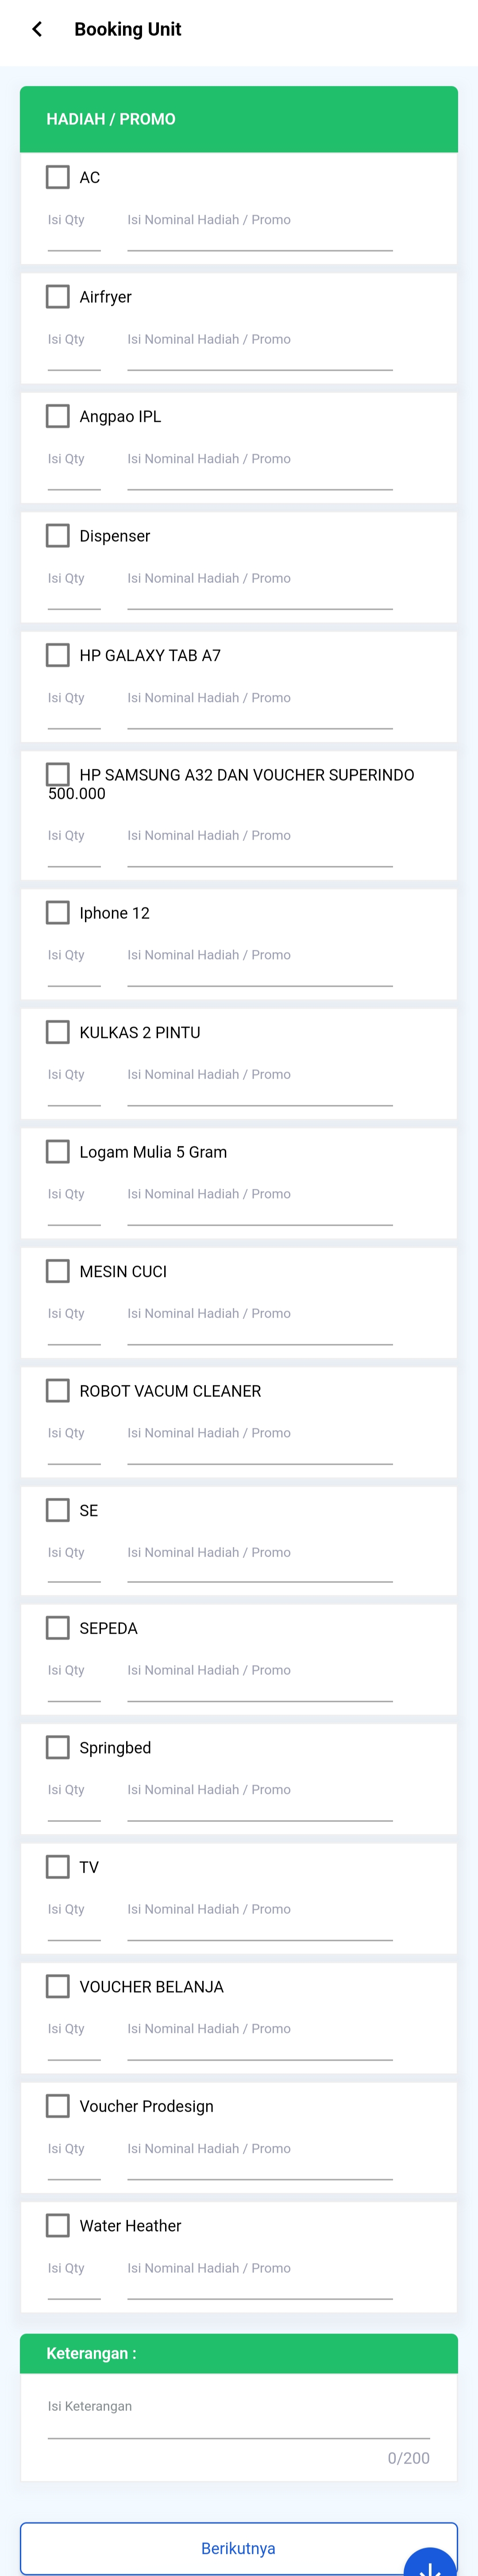 Booking Unit
HADIAH / PROMO
AC
Isi Qty Isi Nominal Hadiah / Promo
Airfryer
Isi Qty Isi Nominal Hadiah / Promo
Angpao IPL
Isi Qty Isi Nominal Hadiah / Promo
Dispenser
Isi Qty Isi Nominal Hadiah / Promo
HP GALAXY TAB A7
Isi Qty Isi Nominal Hadiah / Promo
HP SAMSUNG A32 DAN VOUCHER SUPERINDO
500.000
Isi Qty Isi Nominal Hadiah / Promo
Iphone 12
Isi Qty Isi Nominal Hadiah / Promo
KULKAS 2 PINTU
Isi Qty Isi Nominal Hadiah / Promo
Logam Mulia 5 Gram
Isi Qty Isi Nominal Hadiah / Promo
MESIN CUCI
Isi Qty Isi Nominal Hadiah / Promo
ROBOT VACUM CLEANER
Isi Qty Isi Nominal Hadiah / Promo
SE
Isi Qty Isi Nominal Hadiah / Promo
SEPEDA
Isi Qty Isi Nominal Hadiah / Promo
Springbed
Isi Qty Isi Nominal Hadiah / Promo
TV
Isi Qty Isi Nominal Hadiah / Promo
VOUCHER BELANJA
Isi Qty Isi Nominal Hadiah / Promo
Voucher Prodesign
Isi Qty Isi Nominal Hadiah / Promo
Water Heather
Isi Qty Isi Nominal Hadiah / Promo
Keterangan :
Isi Keterangan
0/200
Berikutnya